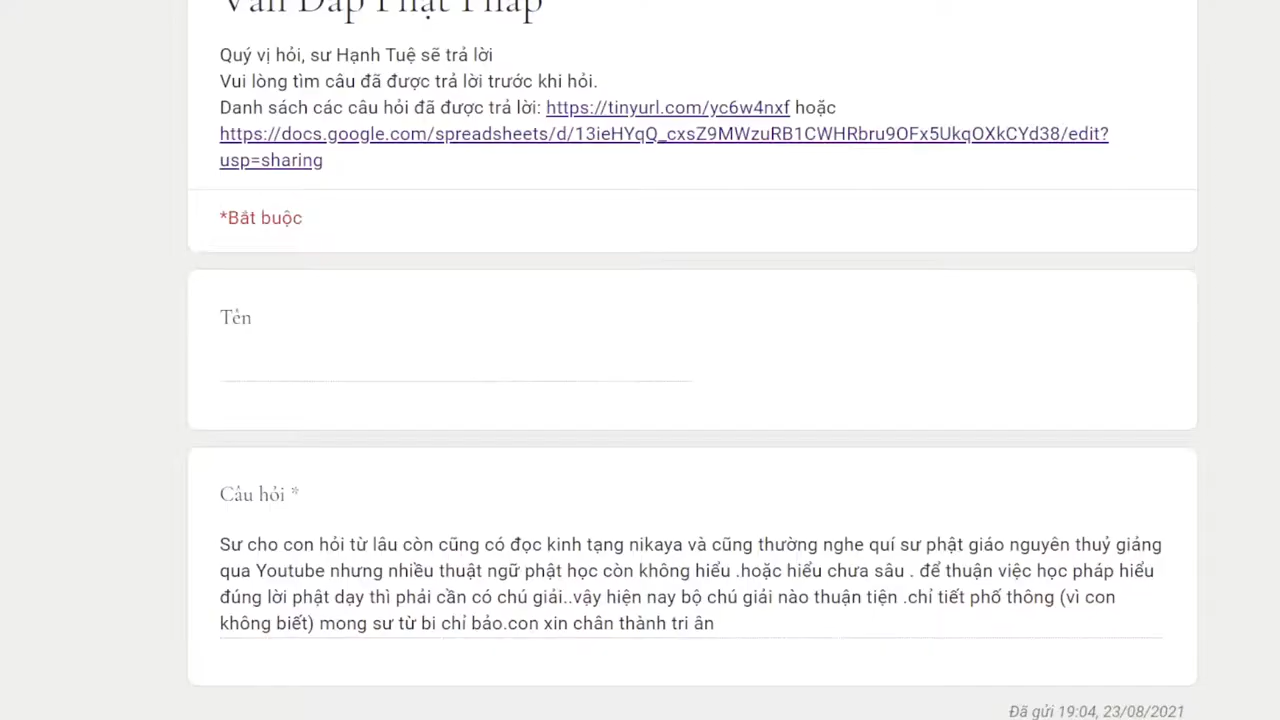 Vấn Đáp Phật Pháp
Quý vị hỏi, sư Hạnh Tuệ sẽ trả lời
Vui lòng tìm câu đã được trả lời trước khi hỏi.
Danh sách các câu hỏi đã được trả lời: https://tinyurl.com/yc6w4nxf hoặc
https://docs.google.com/spreadsheets/d/13ieHYqQ_cxsZ9MWzuRB1CWHRbru9OFx5UkqOXkCYd38/edit?
usp=sharing
*Bắt buộc
Tên
Câu hỏi *
Sư cho con hỏi từ lâu còn cũng có đọc kinh tạng nikaya và cũng thường nghe quí sư phật giáo nguyên thuỷ giảng
qua Youtube nhưng nhiều thuật ngữ phật học còn không hiểu .hoặc hiểu chưa sâu . để thuận việc học pháp hiểu
đúng lời phật dạy thì phải cần có chú giải..vậy hiện nay bộ chú giải nào thuận tiện .chỉ tiết phố thông (vì con
không biết) mong sư từ bi chỉ bảo.con xin chân thành tri ân
Đã gửi 19:04, 23/08/2021